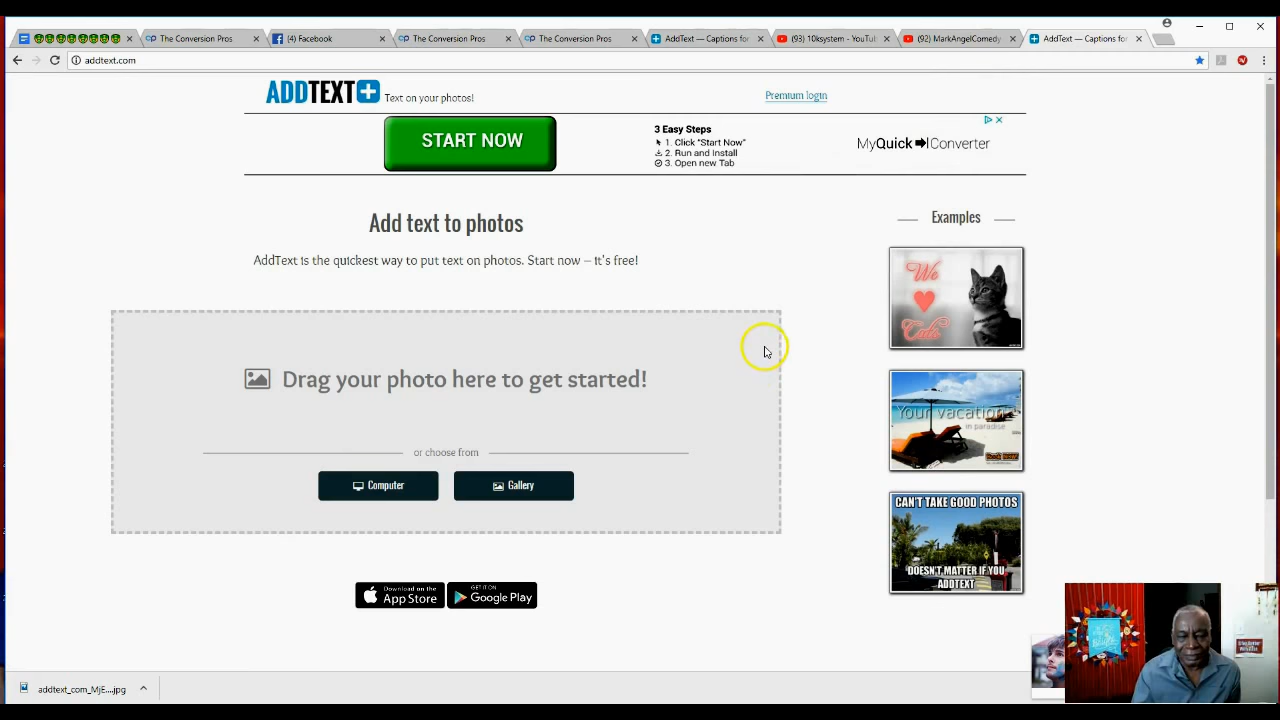 The Conversion Pros
(4) Facebook
The Conversion Pros
The Conversion Pros
AddText — Captions for
(93) 10ksystem - YouTu
(92) MarkAngelComedy
AddText — Captions for
addtext.com
ADDTEXT
Text on your photos!
Premium login
START NOW
3 Easy Steps
1. Click "Start Now"
2. Run and Install
3. Open new Tab
MyQuick Converter
Add text to photos
AddText is the quickest way to put text on photos. Start now – it's free!
Drag your photo here to get started!
or choose from
Computer
Gallery
Download on the
App Store
GET IT ON
Google Play
Examples
We
Cats
Your vacation
in paradise
CAN'T TAKE GOOD PHOTOS
DOESN'T MATTER IF YOU
ADDTEXT
addtext_com_MjE....jpg